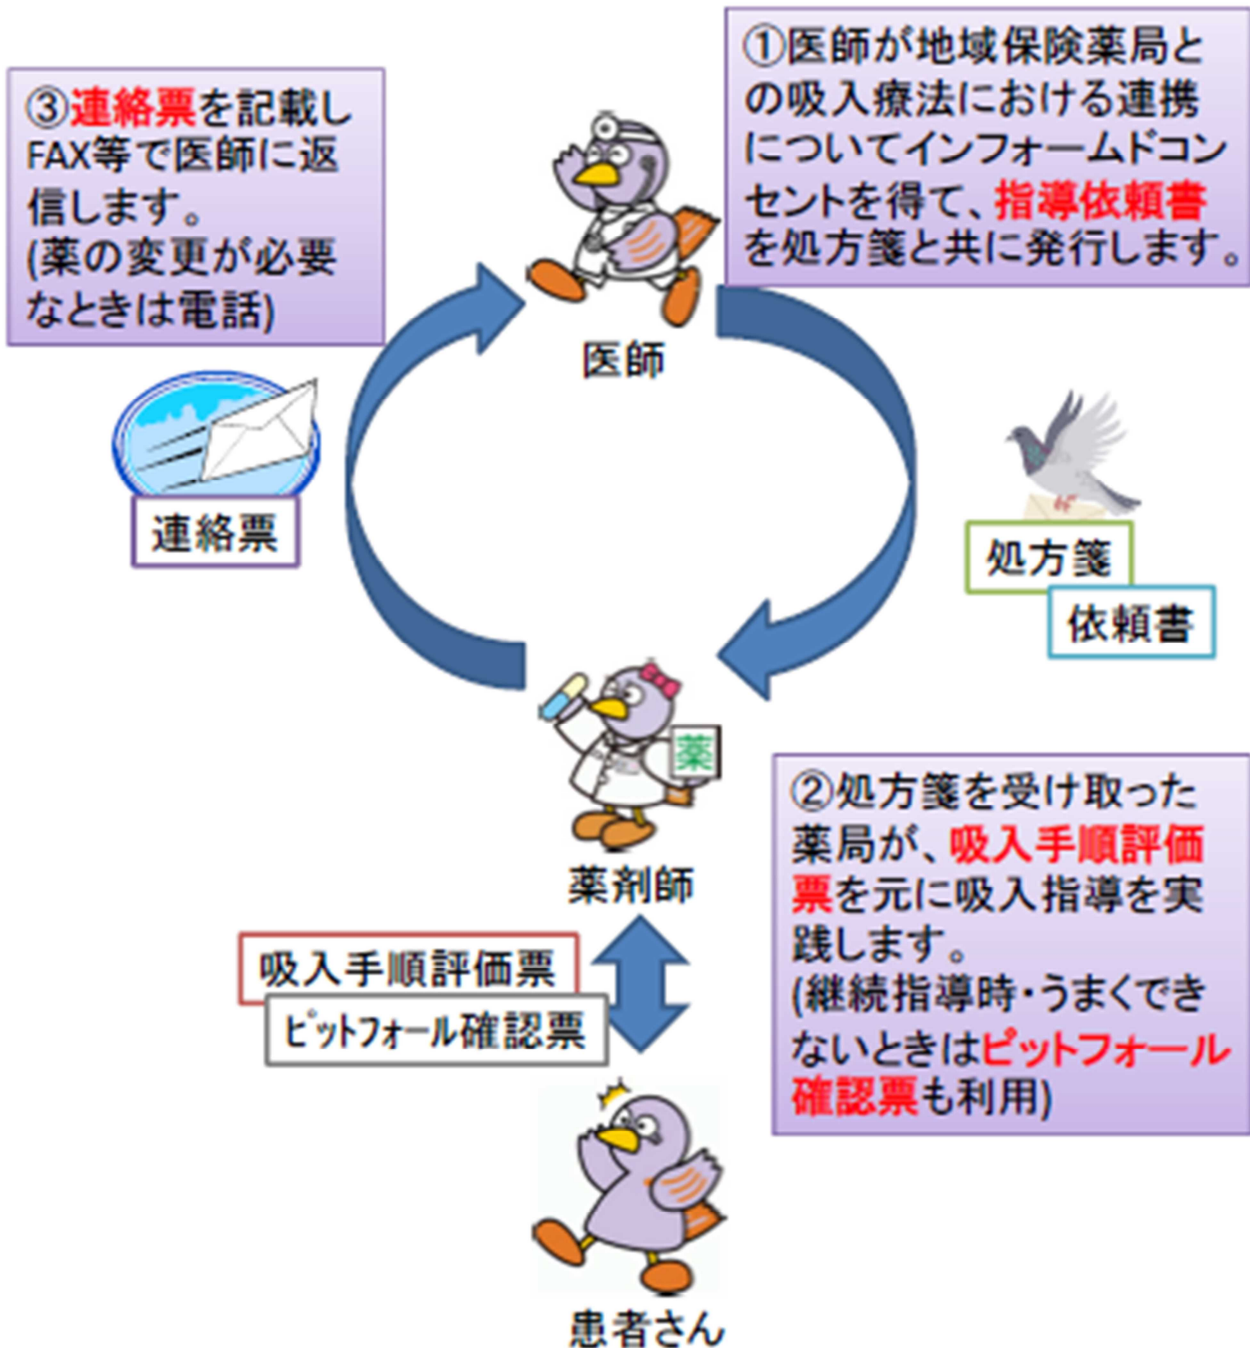 ①医師が地域保険薬局と
の吸入療法における連携
についてインフォームドコン
セントを得て、指導依頼書
を処方箋と共に発行します。
③連絡票を記載し
FAX等で医師に返
信します。
(薬の変更が必要
なときは電話)
医師
連絡票
処方箋
依頼書
薬
薬剤師
②処方箋を受け取った
薬局が、吸入手順評価
票を元に吸入指導を実
践します。
(継続指導時・うまくでき
ないときはピットフォール
確認票も利用)
吸入手順評価票
ﾋﾟｯﾄﾌｫｰﾙ確認票
患者さん